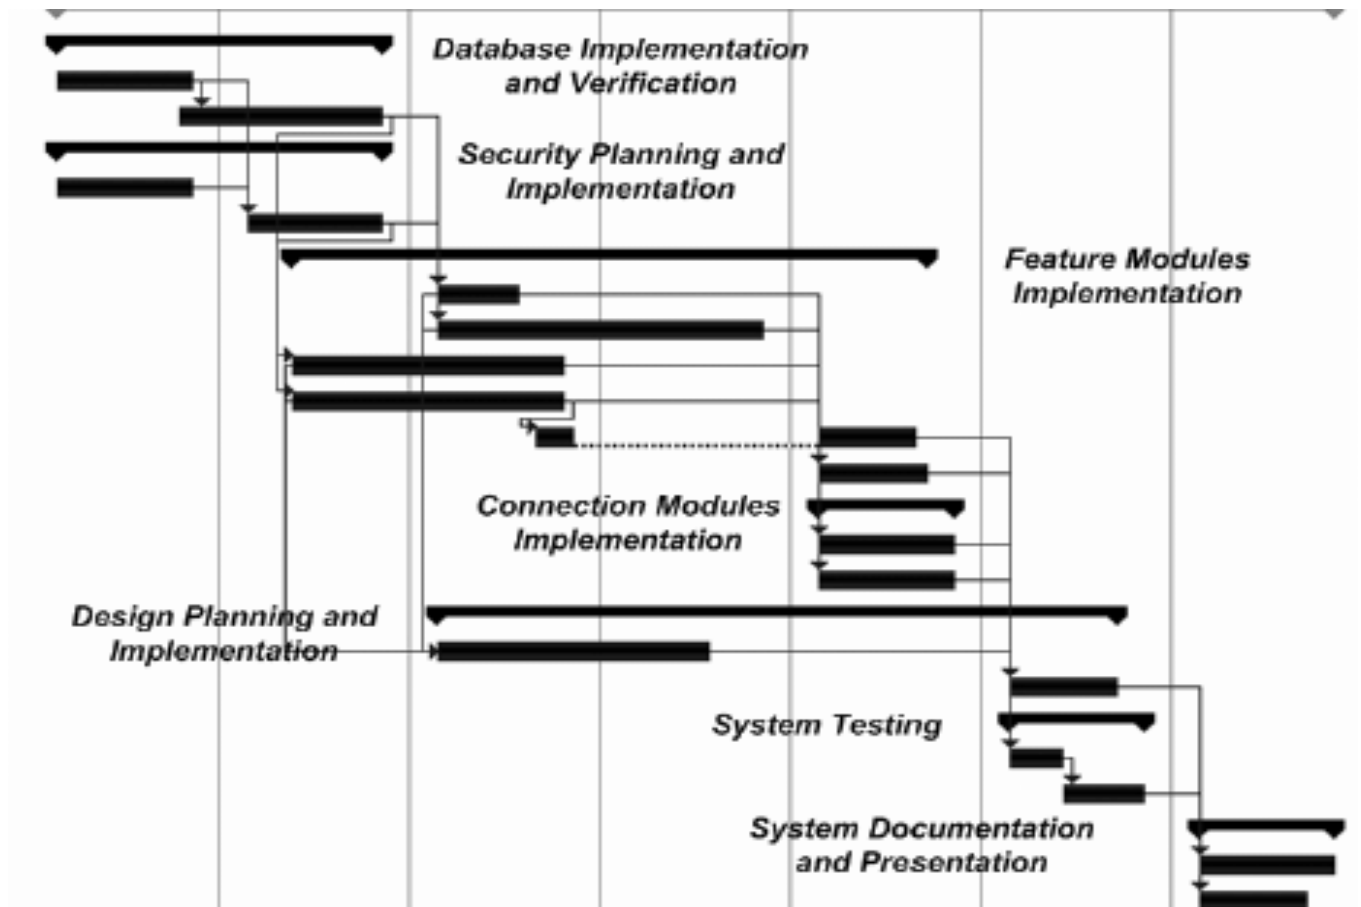 Database Implementation
and Verification
Security Planning and
Implementation
Feature Modules
Implementation
Connection Modules
Implementation
Design Planning and
Implementation
System Testing
System Documentation
and Presentation